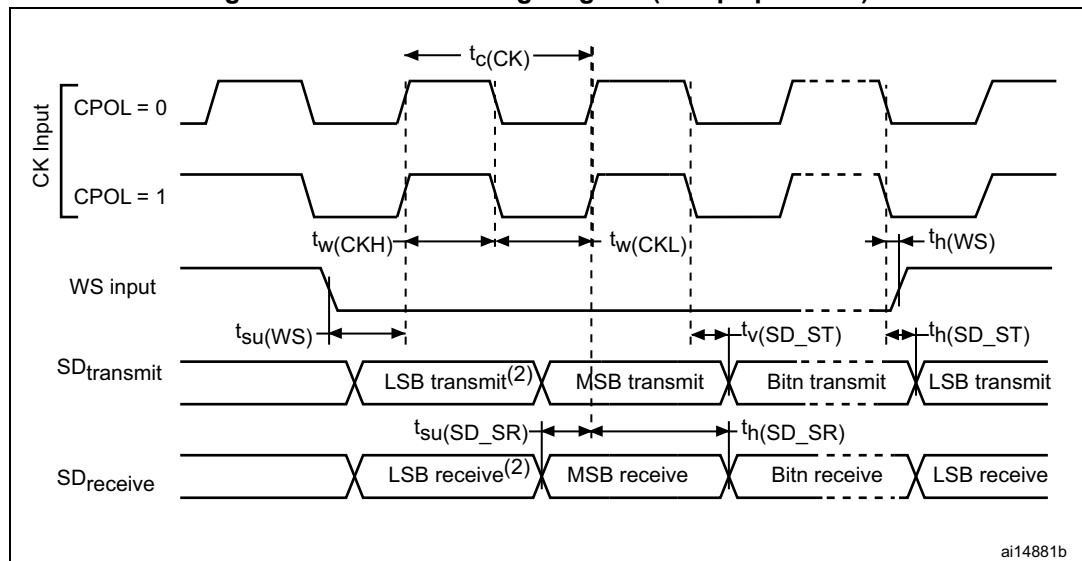 tc(CK)
CK Input
CPOL = 0
CPOL = 1
tw(CKH)
tw(CKL)
th(WS)
WS input
tsu(WS)
tv(SD_ST)
th(SD_ST)
SDtransmit
LSB transmit(2)
MSB transmit
Bitn transmit
LSB transmit
tsu(SD_SR)
th(SD_SR)
SDreceive
LSB receive(2)
MSB receive
Bitn receive
LSB receive
ai14881b